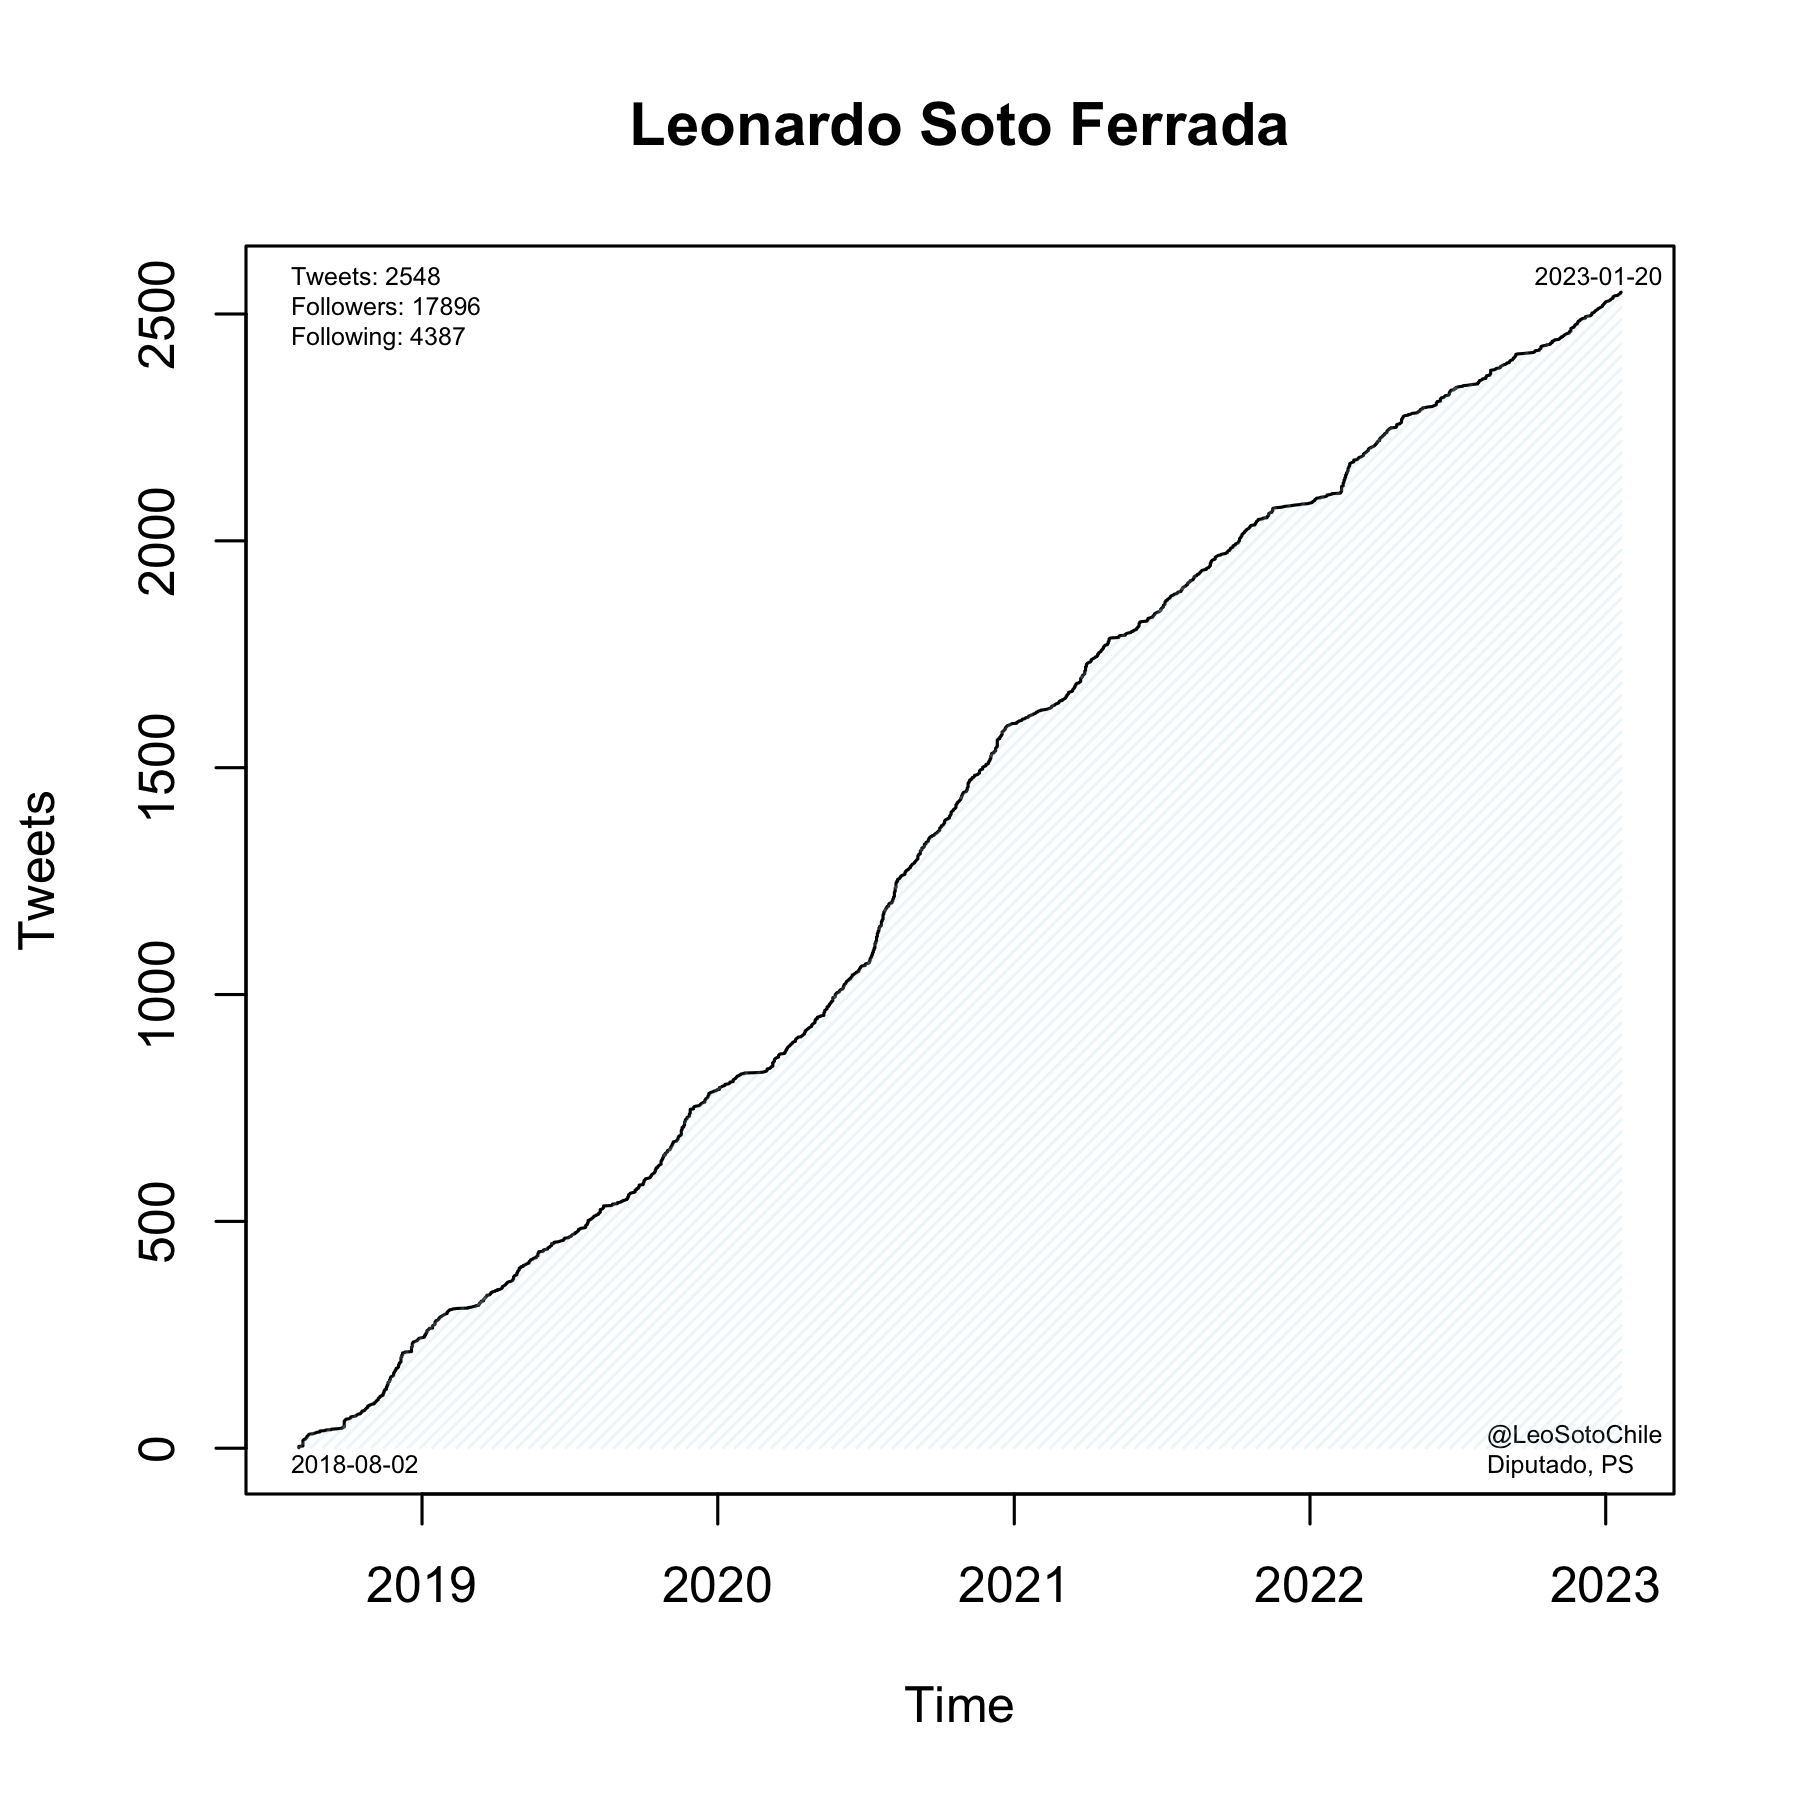 Leonardo Soto Ferrada
Tweets: 2548
Followers: 17896
Following: 4387
2023-01-20
2500
2000
1500
1000
500
0
Tweets
2018-08-02
@LeoSotoChile
Diputado, PS
2019 2020 2021 2022 2023
Time